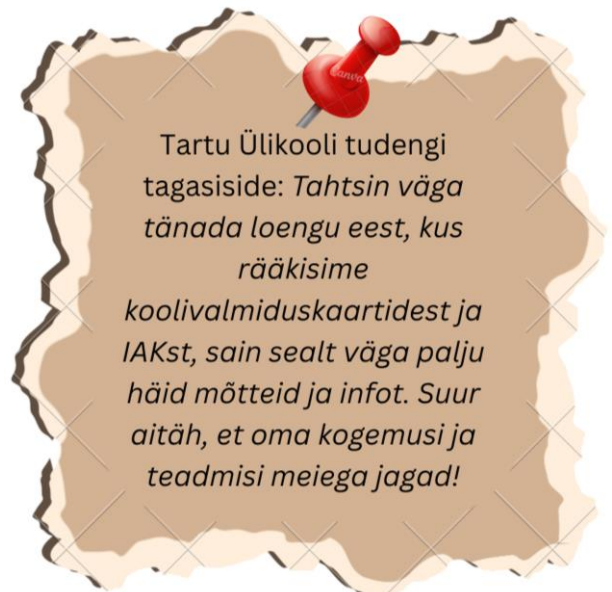 Canva
Tartu Ülikooli tudengi
tagasiside: Tahtsin väga
tänada loengu eest, kus
rääkisime
koolivalmiduskaartidest ja
IAKst, sain sealt väga palju
häid mõtteid ja infot. Suur
aitäh, et oma kogemusi ja
teadmisi meiega jagad!